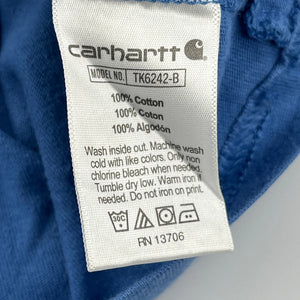 carhartt
MODEL NO. TK6242-B
100% Cotton
100% Coton
100% Algodón
Wash inside out. Machine wash
cold with like colors. Only non
chlorine bleach when needed.
Tumble dry low. Warm iron if
needed. Do not iron on print.
30C
RN 13706